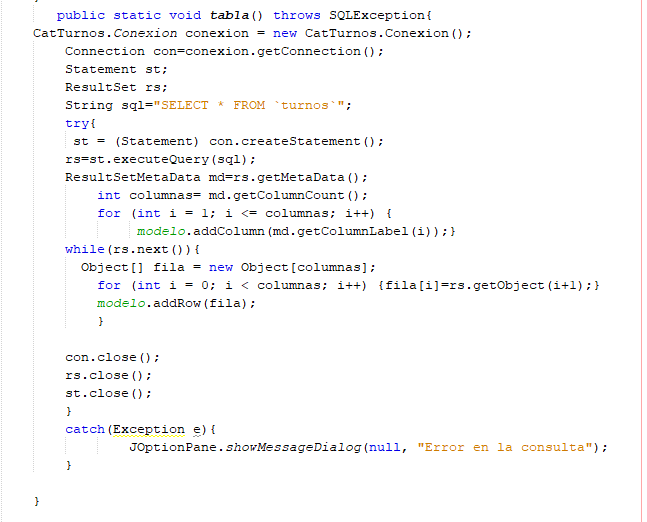 public static void tabla() throws SQLException{
CatTurnos.Conexion conexion = new CatTurnos.Conexion();
Connection con=conexion.getConnection();
Statement st;
ResultSet rs;
String sql="SELECT * FROM `turnos`";
try{
st = (Statement) con.createStatement();
rs=st.executeQuery(sql);
ResultSetMetaData md=rs.getMetaData();
int columnas= md.getColumnCount();
for (int i = 1; i <= columnas; i++) {
modelo.addColumn(md.getColumnLabel(i));}
while(rs.next()){
Object[] fila = new Object[columnas];
for (int i = 0; i < columnas; i++) {fila[i]=rs.getObject(i+1);}
modelo.addRow(fila);
}
con.close();
rs.close();
st.close();
}
catch(Exception e){
JOptionPane.showMessageDialog(null, "Error en la consulta");
}
}